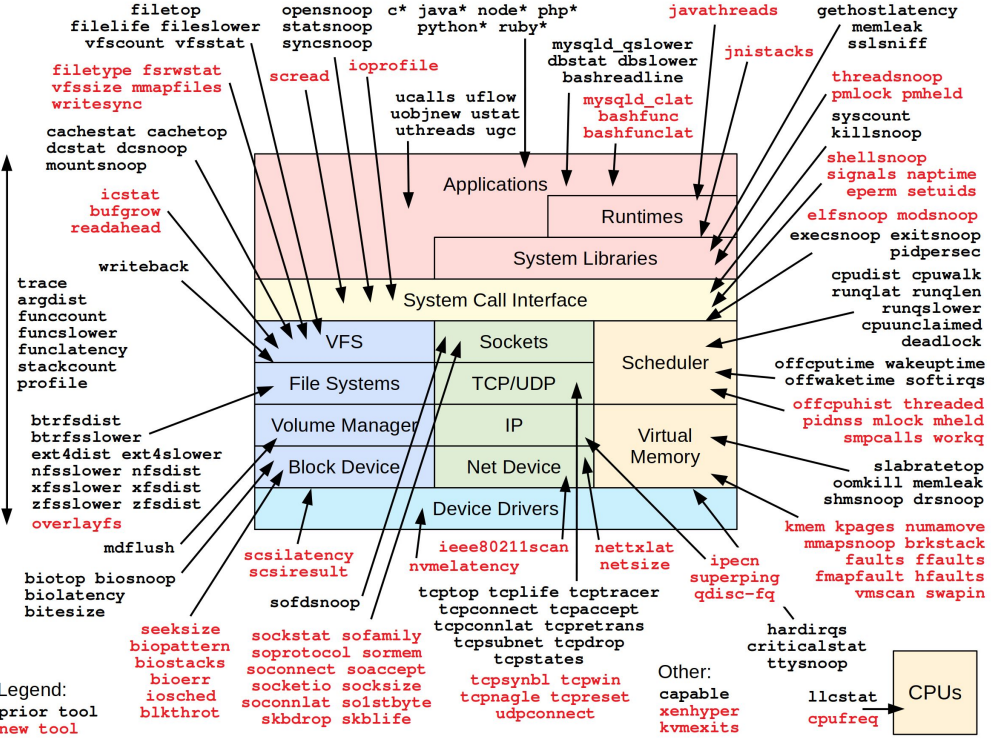 filetop
filelife fileslower
vfscount vfsstat
opensnoop
statsnoop
syncsnoop
c* java* node* php*
python* ruby*
javathreads
gethostlatency
memleak
sslsniff
filetype fsrwstat
vfssize mmapfiles
writesync
scread
ioprofile
mysqld_qslower
dbstat dbslower
bashreadline
jnistacks
threadsnoop
pmlock pmheld
ucalls uflow
uobjnew ustat
uthreads ugc
mysqld_clat
bashfunc
bashfunclat
syscount
killsnoop
cachestat cachetop
dcstat dcsnoop
mountsnoop
shellsnoop
signals naptime
eperm setuids
icstat
bufgrow
readahead
elfsnoop modsnoop
execsnoop exitsnoop
pidpersec
writeback
trace
argdist
funccount
funcslower
funclatency
stackcount
profile
cpudist cpuwalk
runqlat runqlen
runqslower
cpuunclaimed
deadlock
offcputime wakeuptime
offwaketime softirqs
offcpuhist threaded
pidnss mlock mheld
smpcalls workq
Applications
Runtimes
System Libraries
System Call Interface
VFS
Sockets
Scheduler
File Systems
TCP/UDP
Volume Manager
IP
Virtual
Memory
Block Device
Net Device
Device Drivers
btrfsdist
btrfsslower
ext4dist ext4slower
nfsslower nfsdist
xfsslower xfsdist
zfsslower zfsdist
overlayfs
mdflush
slabratetop
oomkill memleak
shmsnoop drsnoop
kmem kpages numamove
mmapsnoop brkstack
faults ffaults
fmapfault hfaults
vmscan swapin
biotop biosnoop
biolatency
bitesize
scsilatency
scsiresult
ieee80211scan
nvmelatency
nettxlat
netsize
ipecn
superping
qdisc-fq
sofdsnoop
seeksize
biopattern
biostacks
bioerr
iosched
blkthrot
sockstat sofamily
soprotocol sormem
soconnect soaccept
socketio socksize
soconnlat so1stbyte
skbdrop skblife
tcptop tcplife tcptracer
tcpconnect tcpaccept
tcpconnlat tcpretrans
tcpsubnet tcpdrop
tcpstates
tcpsynbl tcpwin
tcpnagle tcpreset
udpconnect
hardirqs
criticalstat
ttysnoop
Other:
capable
xenhyper
kvmexits
llcstat
cpufreq
CPUs
Legend:
prior tool
new tool